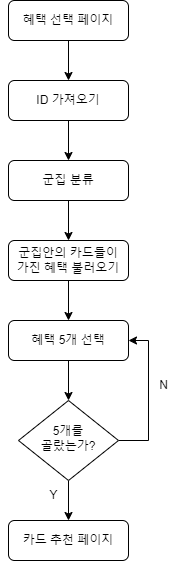 혜택 선택 페이지
ID 가져오기
군집 분류
군집안의 카드들이
가진 혜택 불러오기
혜택 5개 선택
5개를
골랐는가?
N
Y
카드 추천 페이지